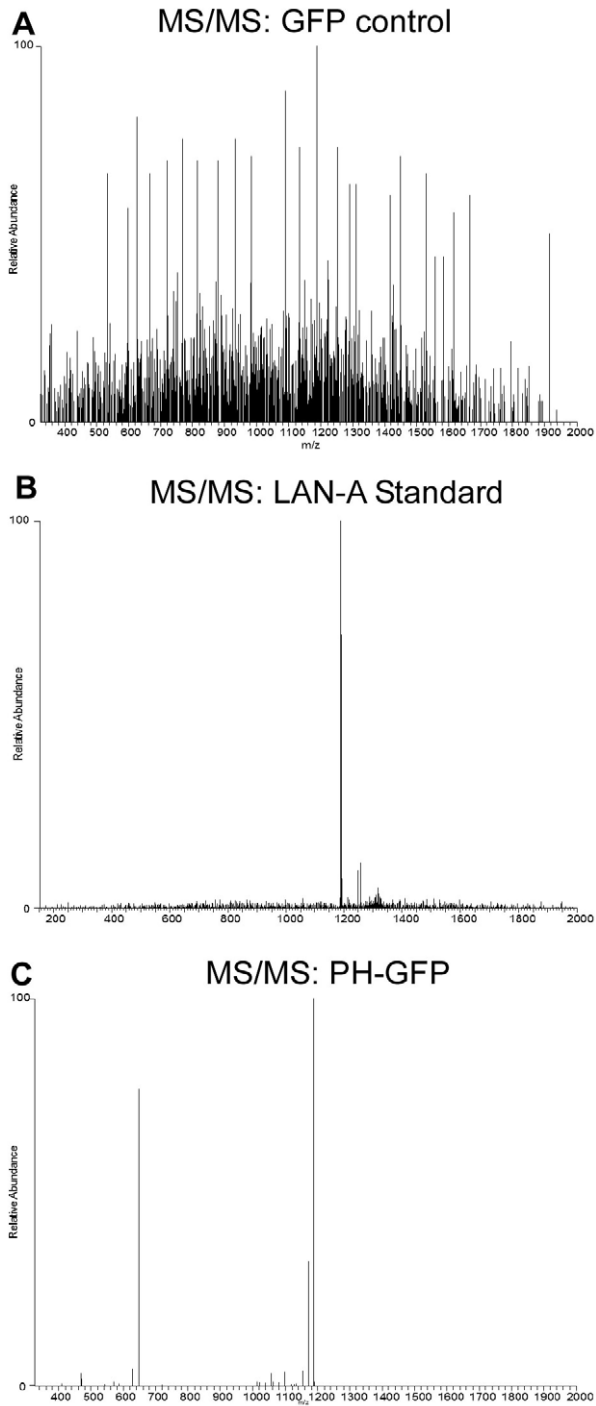 A
MS/MS: GFP control
100
Relative Abundance
0
400 500 600 700 800 900 1000 1100 1200 1300 1400 1500 1600 1700 1800 1900 2000
m/z
B
MS/MS: LAN-A Standard
100
Relative Abundance
0
200 400 600 800 1000 1200 1400 1600 1800 2000
C
MS/MS: PH-GFP
100
Relative Abundance
0
400 500 600 700 800 900 1000 1100 1200 1300 1400 1500 1600 1700 1800 1900 2000
m/z